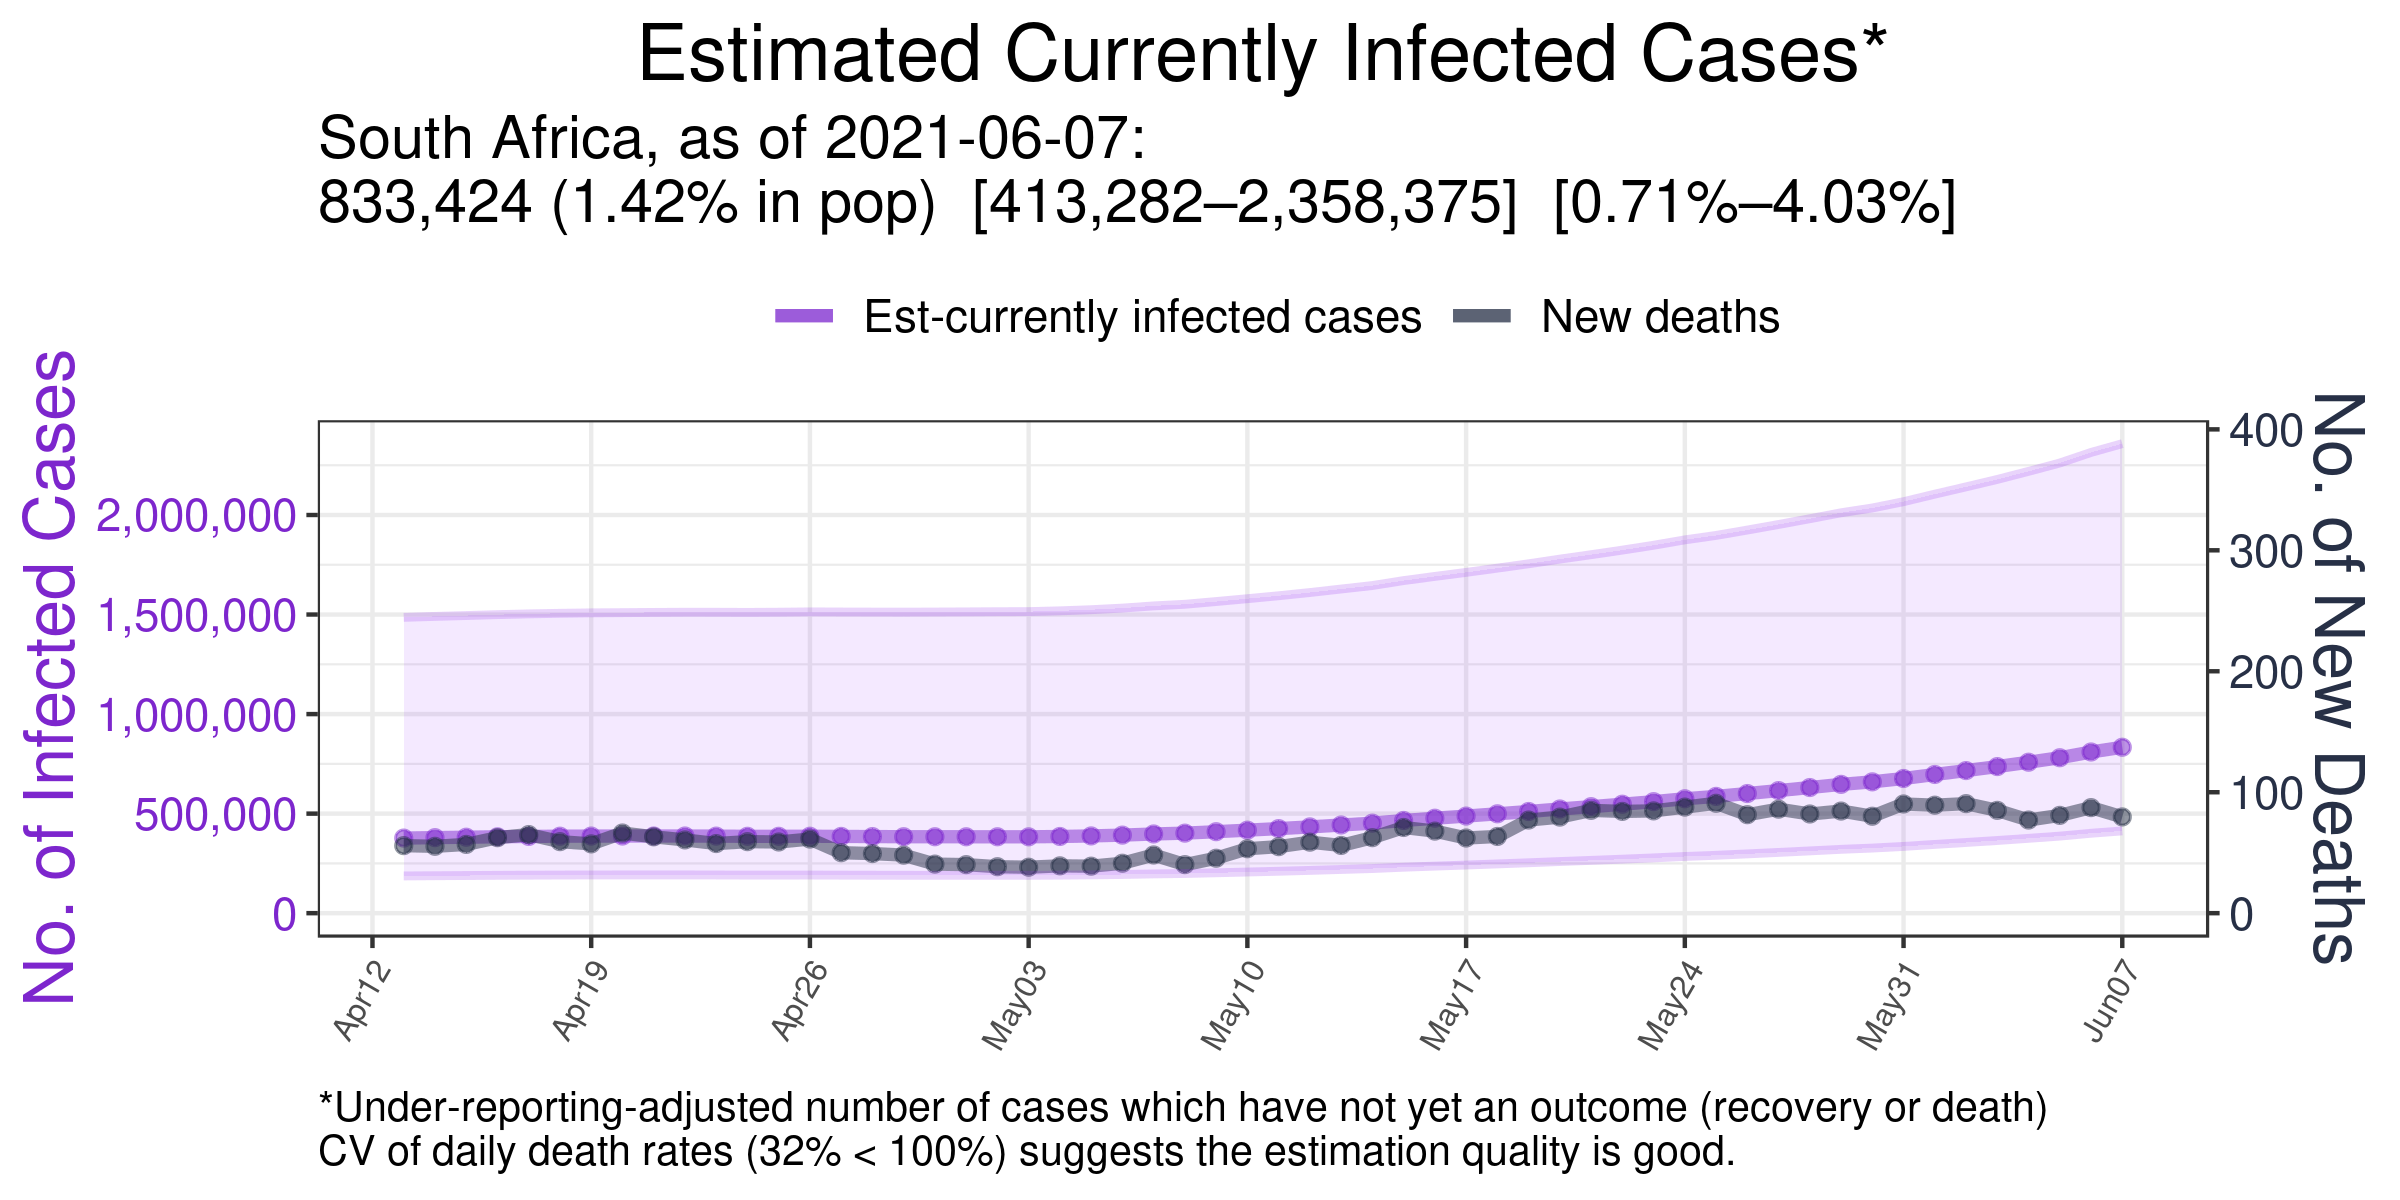 Estimated Currently Infected Cases*
South Africa, as of 2021-06-07:
833,424 (1.42% in pop)  [413,282–2,358,375]  [0.71%–4.03%]
Est-currently infected cases
New deaths
No. of Infected Cases
2,000,000
1,500,000
1,000,000
500,000
0
400
300
200
100
0
No. of New Deaths
Apr12
Apr19
Apr26
May03
May10
May17
May24
May31
Jun07
*Under-reporting-adjusted number of cases which have not yet an outcome (recovery or death)
CV of daily death rates (32% < 100%) suggests the estimation quality is good.